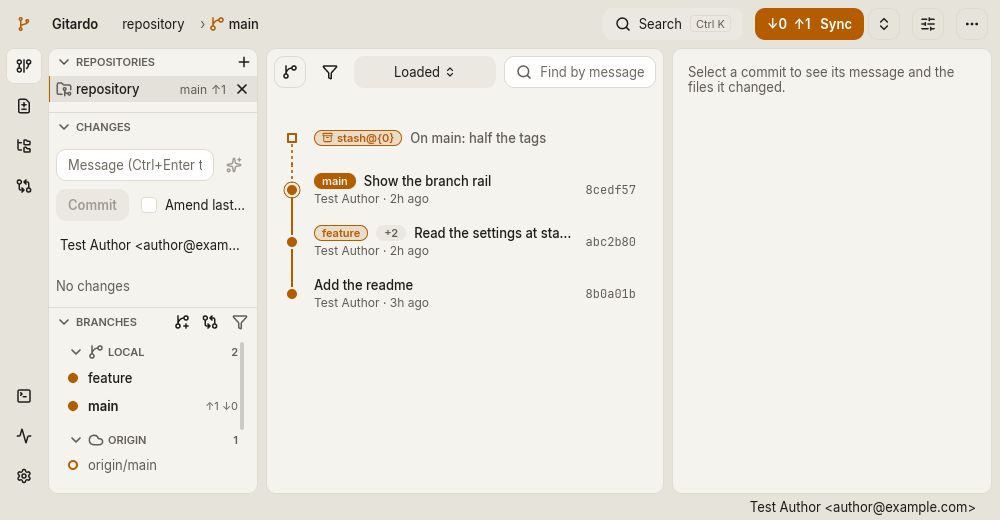 Gitardo repository main Search Ctrl K ↓0 ↑1 Sync
REPOSITORIES
repository main ↑1
CHANGES
Message (Ctrl+Enter t
Commit Amend last...
Test Author <author@exam...
No changes
BRANCHES
LOCAL 2
feature
main ↑1 ↓0
ORIGIN 1
origin/main
Loaded Find by message
stash@{0} On main: half the tags
main Show the branch rail
Test Author · 2h ago 8cedf57
feature +2 Read the settings at sta...
Test Author · 2h ago abc2b80
Add the readme
Test Author · 3h ago 8b0a01b
Select a commit to see its message and the
files it changed.
Test Author <author@example.com>